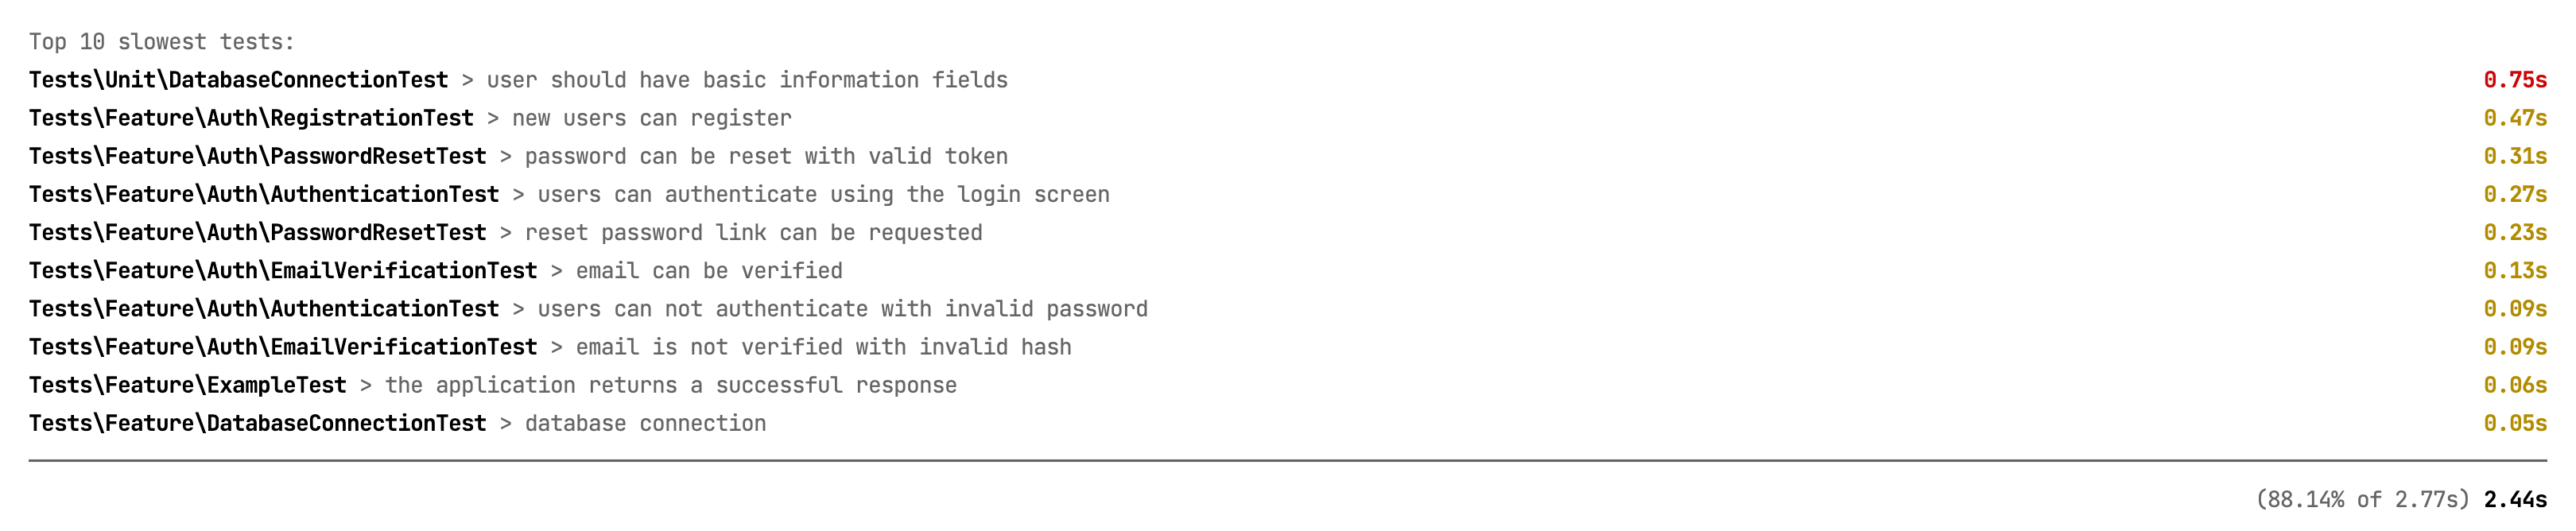 Top 10 slowest tests:
Tests\Unit\DatabaseConnectionTest > user should have basic information fields 0.75s
Tests\Feature\Auth\RegistrationTest > new users can register 0.47s
Tests\Feature\Auth\PasswordResetTest > password can be reset with valid token 0.31s
Tests\Feature\Auth\AuthenticationTest > users can authenticate using the login screen 0.27s
Tests\Feature\Auth\PasswordResetTest > reset password link can be requested 0.23s
Tests\Feature\Auth\EmailVerificationTest > email can be verified 0.13s
Tests\Feature\Auth\AuthenticationTest > users can not authenticate with invalid password 0.09s
Tests\Feature\Auth\EmailVerificationTest > email is not verified with invalid hash 0.09s
Tests\Feature\ExampleTest > the application returns a successful response 0.06s
Tests\Feature\DatabaseConnectionTest > database connection 0.05s
(88.14% of 2.77s) 2.44s